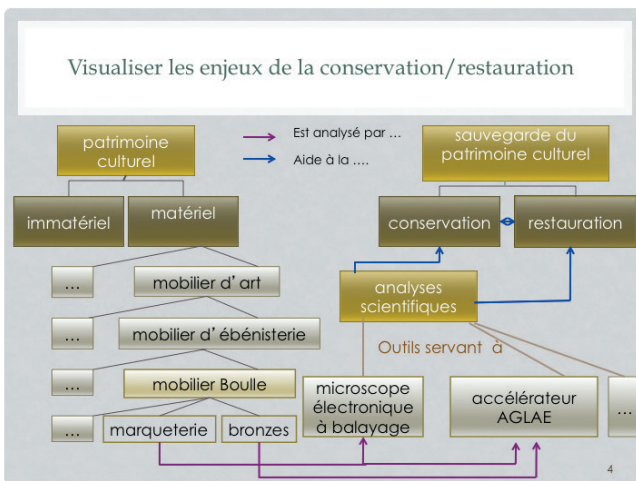 Visualiser les enjeux de la conservation/restauration
patrimoine
culturel
Est analysé par ...
Aide à la ....
sauvegarde du
patrimoine culturel
immatériel
matériel
conservation
restauration
...
mobilier d'art
analyses
scientifiques
...
mobilier d'ébénisterie
Outils servant à
...
mobilier Boulle
microscope
électronique
à balayage
accélérateur
AGLAE
...
...
marqueterie
bronzes
4